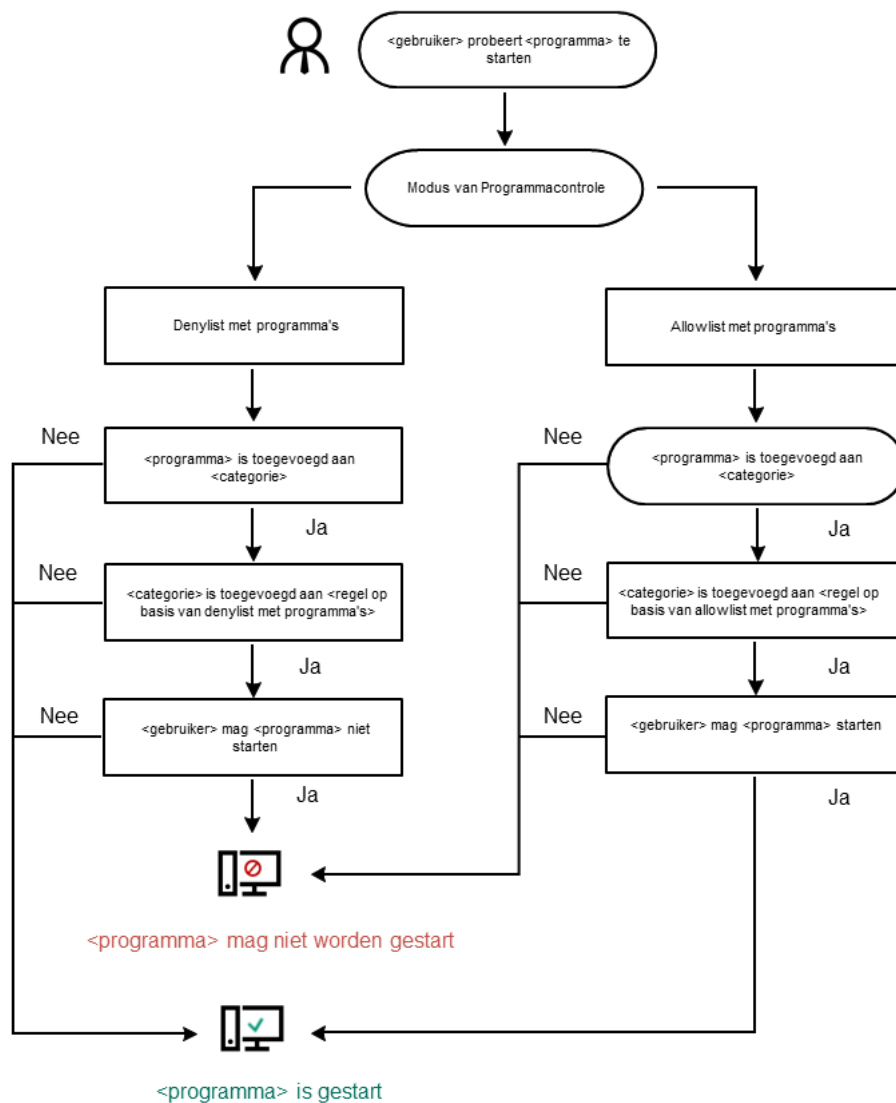 <gebruiker> probeert <programma> te
starten
Modus van Programmacontrole
Denylist met programma's
Allowlist met programma's
Nee
<programma> is toegevoegd aan
<categorie>
Ja
Nee
<programma> is toegevoegd aan
<categorie>
Ja
Nee
<categorie> is toegevoegd aan <regel op
basis van denylist met programma's>
Ja
Nee
<categorie> is toegevoegd aan <regel op
basis van allowlist met programma's>
Ja
Nee
<gebruiker> mag <programma> niet
starten
Ja
Nee
<gebruiker> mag <programma> starten
Ja
<programma> mag niet worden gestart
<programma> is gestart